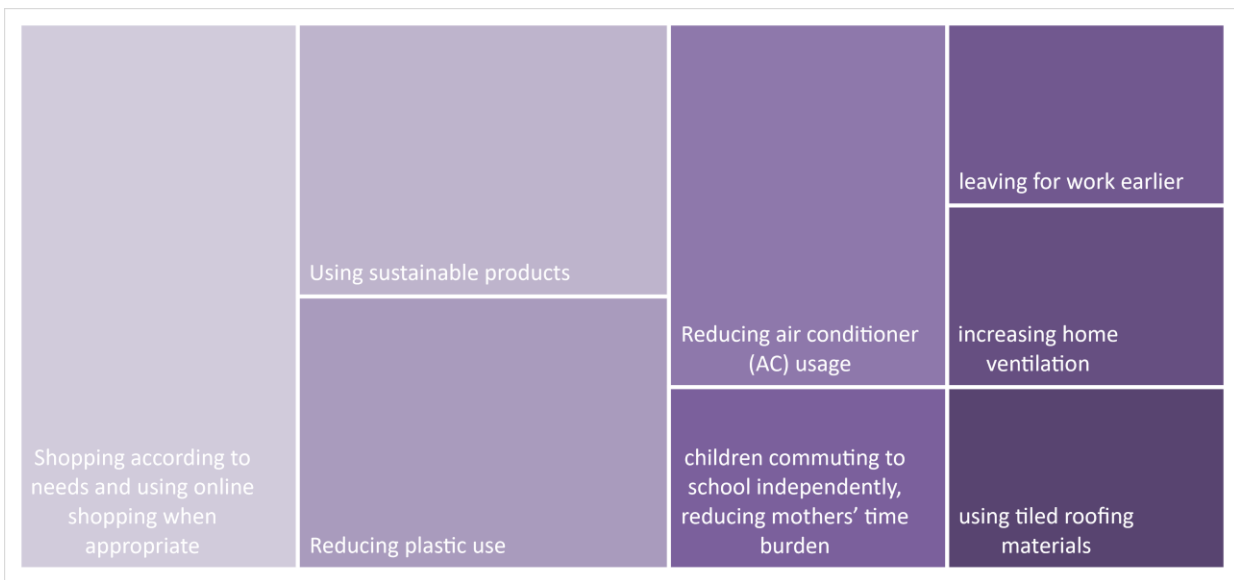 Shopping according to
needs and using online
shopping when
appropriate
Using sustainable products
Reducing plastic use
Reducing air conditioner
(AC) usage
children commuting to
school independently,
reducing mothers’ time
burden
leaving for work earlier
increasing home
ventilation
using tiled roofing
materials